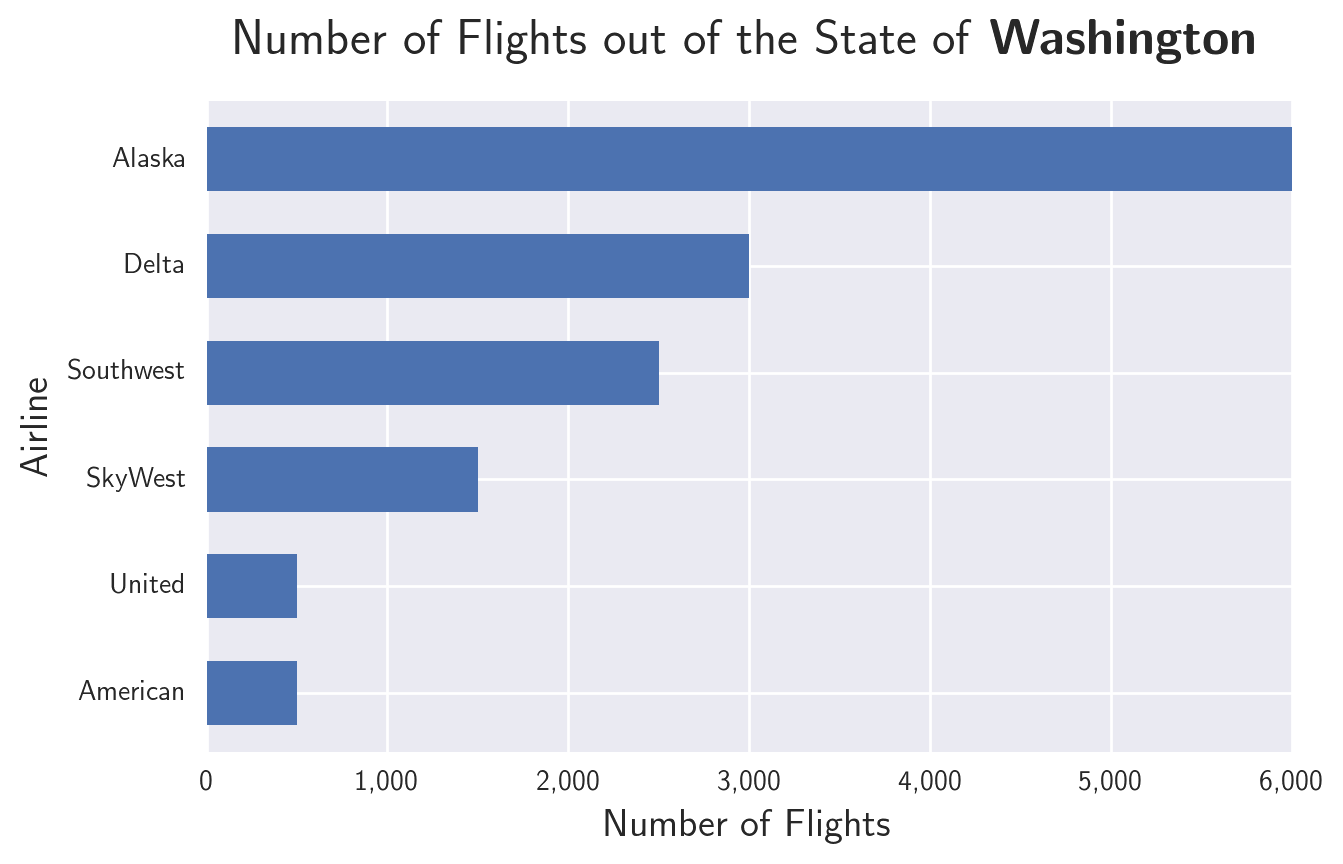 Number of Flights out of the State of Washington
Alaska
Delta
Southwest
SkyWest
United
American
Airline
0 1,000 2,000 3,000 4,000 5,000 6,000
Number of Flights